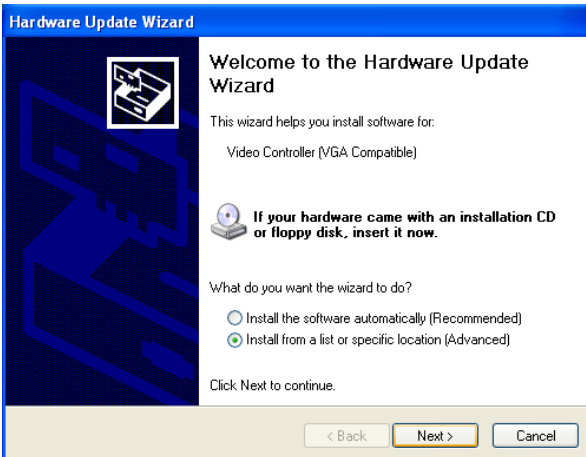 Hardware Update Wizard
Welcome to the Hardware Update
Wizard
This wizard helps you install software for:
Video Controller (VGA Compatible)
If your hardware came with an installation CD
or floppy disk, insert it now.
What do you want the wizard to do?
Install the software automatically (Recommended)
Install from a list or specific location (Advanced)
Click Next to continue.
< Back Next > Cancel